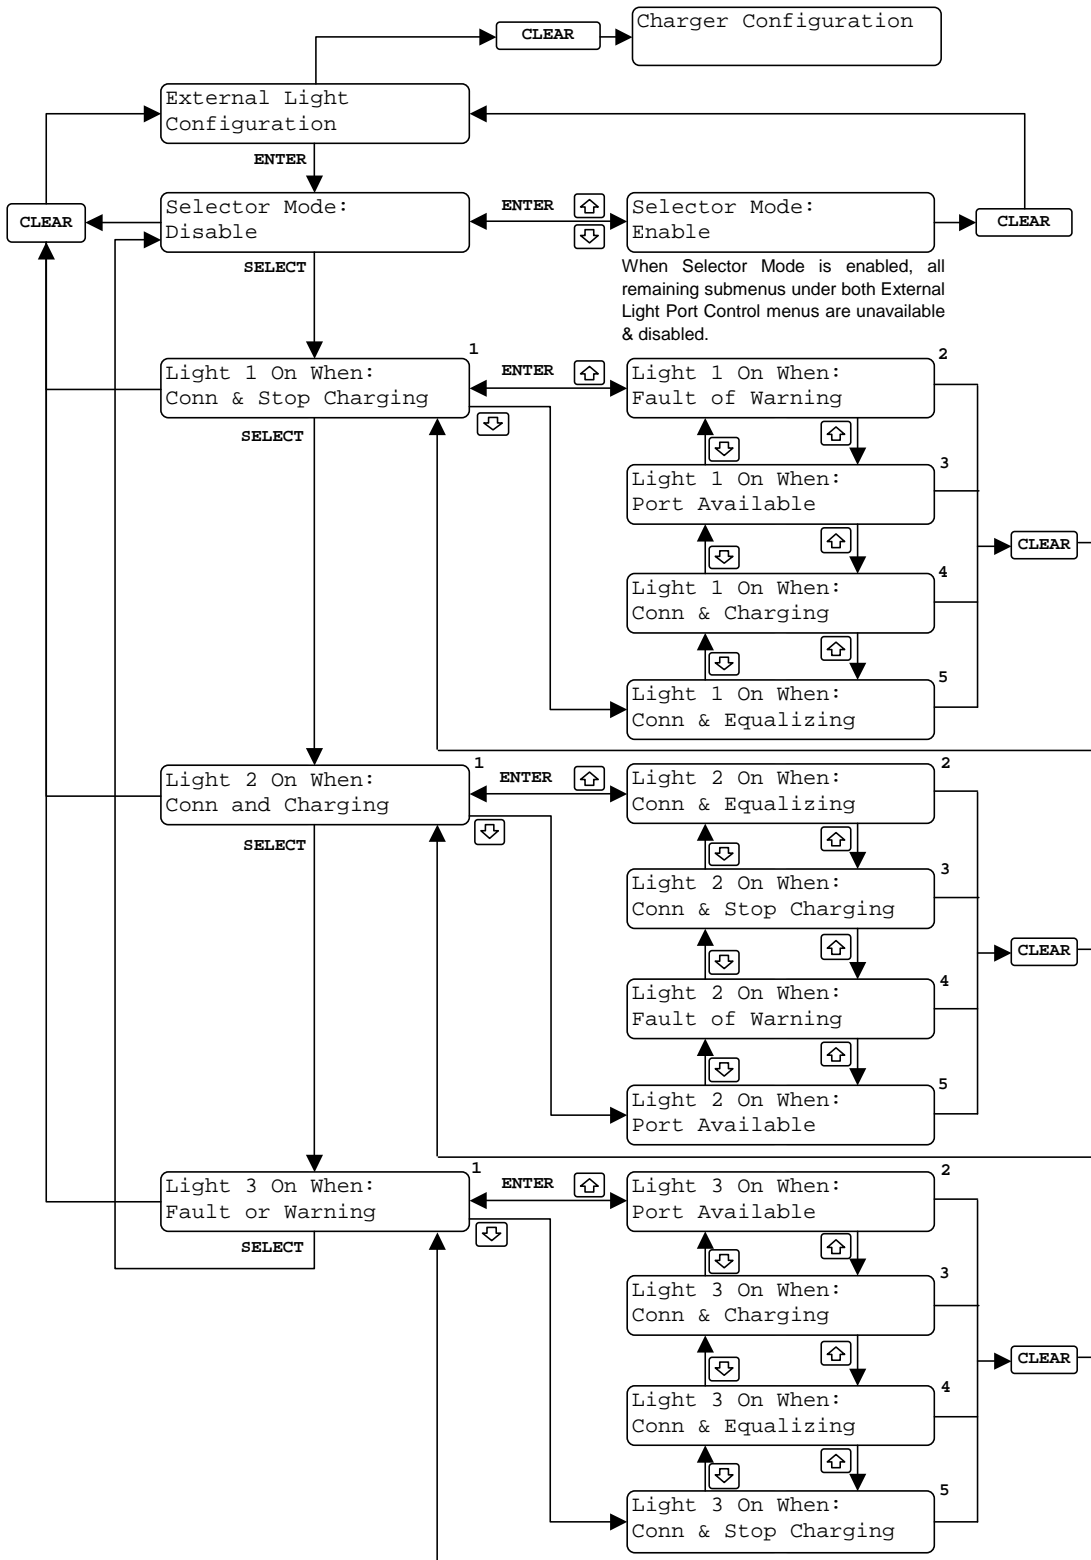 CLEAR
Charger Configuration
External Light
Configuration
ENTER
CLEAR
Selector Mode:
Disable
ENTER
Selector Mode:
Enable
CLEAR
SELECT
When Selector Mode is enabled, all
remaining submenus under both External
Light Port Control menus are unavailable
& disabled.
1
Light 1 On When:
Conn & Stop Charging
ENTER
2
Light 1 On When:
Fault of Warning
SELECT
3
Light 1 On When:
Port Available
CLEAR
4
Light 1 On When:
Conn & Charging
5
Light 1 On When:
Conn & Equalizing
1
Light 2 On When:
Conn and Charging
ENTER
2
Light 2 On When:
Conn & Equalizing
SELECT
3
Light 2 On When:
Conn & Stop Charging
CLEAR
4
Light 2 On When:
Fault of Warning
5
Light 2 On When:
Port Available
1
Light 3 On When:
Fault or Warning
ENTER
2
Light 3 On When:
Port Available
SELECT
3
Light 3 On When:
Conn & Charging
CLEAR
4
Light 3 On When:
Conn & Equalizing
5
Light 3 On When:
Conn & Stop Charging